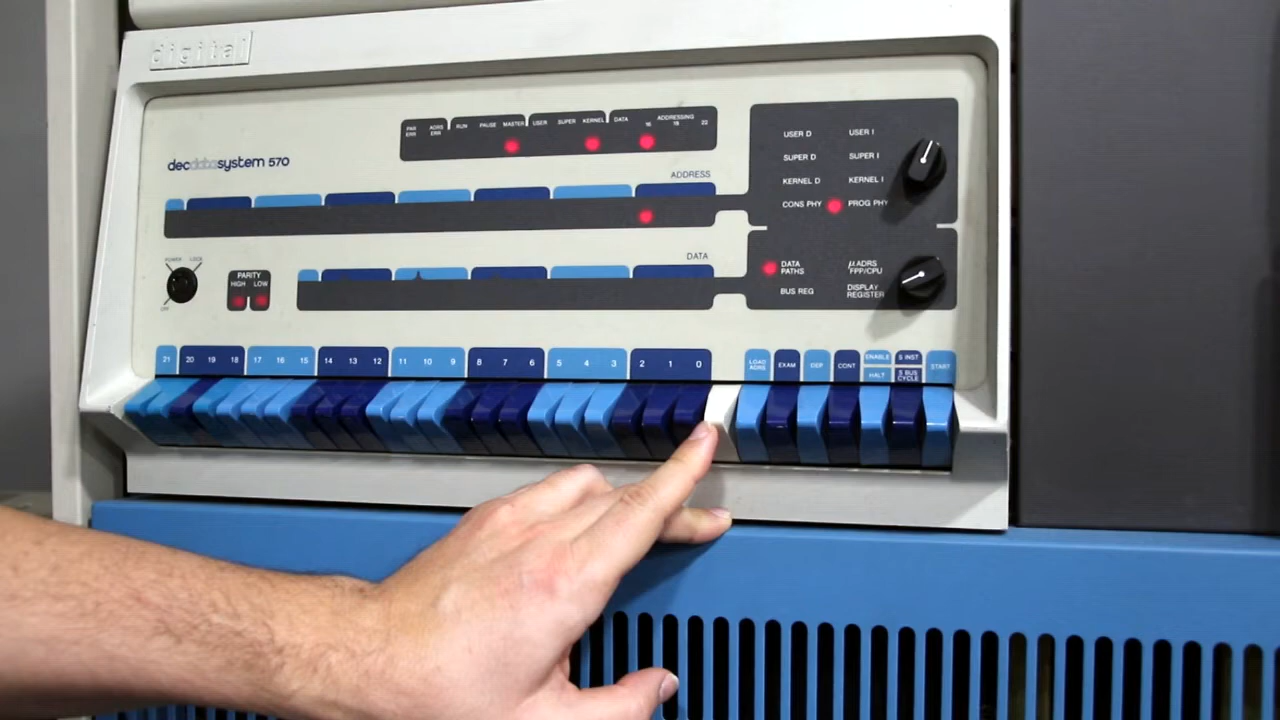 digital
PAR ERR
ADRS ERR
RUN
PAUSE
MASTER
USER
SUPER
KERNEL
DATA
ADDRESSING
16
18
22
decdatasystem 570
ADDRESS
USER D
USER I
SUPER D
SUPER I
KERNEL D
KERNEL I
CONS PHY
PROG PHY
DATA
DATA PATHS
µADRS FPP/CPU
BUS REG
DISPLAY REGISTER
POWER
LOCK
OFF
PARITY
HIGH LOW
21 20 19 18 17 16 15 14 13 12 11 10 9 8 7 6 5 4 3 2 1 0
LOAD ADRS
EXAM
DEP
CONT
ENABLE
HALT
S INST
S BUS CYCLE
START